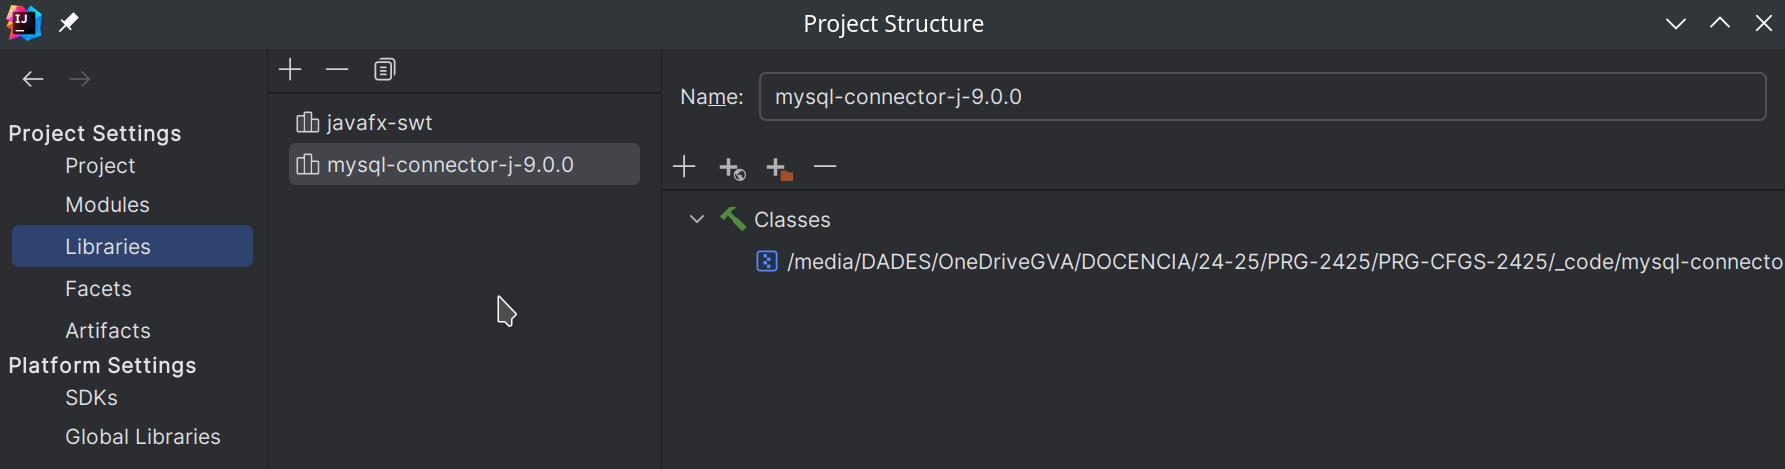 IJ
Project Structure
Project Settings
Project
Modules
Libraries
Facets
Artifacts
Platform Settings
SDKs
Global Libraries
javafx-swt
mysql-connector-j-9.0.0
Name: mysql-connector-j-9.0.0
Classes
/media/DADES/OneDriveGVA/DOCENCIA/24-25/PRG-2425/PRG-CFGS-2425/_code/mysql-connecto